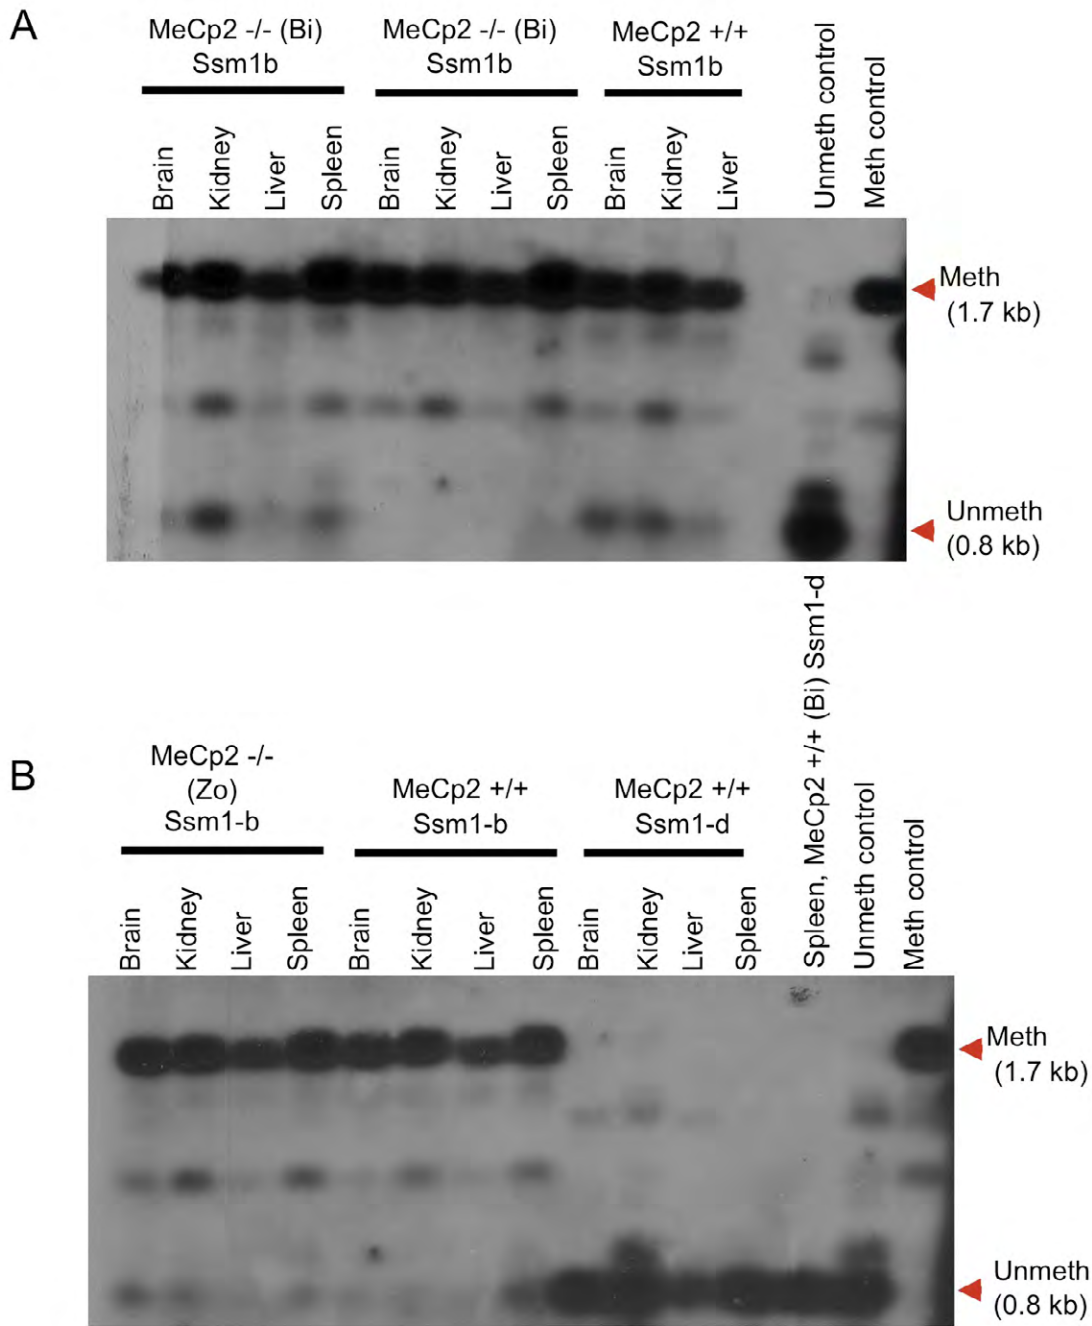 A
MeCp2 -/- (Bi)
Ssm1b
MeCp2 -/- (Bi)
Ssm1b
MeCp2 +/+
Ssm1b
Brain
Kidney
Liver
Spleen
Brain
Kidney
Liver
Spleen
Brain
Kidney
Liver
Unmeth control
Meth control
Meth
(1.7 kb)
Unmeth
(0.8 kb)
B
MeCp2 -/-
(Zo)
Ssm1-b
MeCp2 +/+
Ssm1-b
MeCp2 +/+
Ssm1-d
Brain
Kidney
Liver
Spleen
Brain
Kidney
Liver
Spleen
Brain
Kidney
Liver
Spleen
Spleen, MeCp2 +/+ (Bi) Ssm1-d
Unmeth control
Meth control
Meth
(1.7 kb)
Unmeth
(0.8 kb)